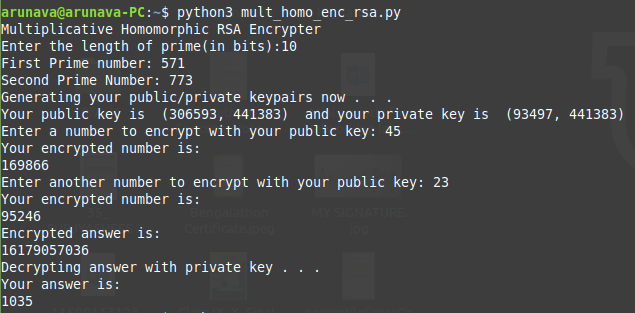 arunava@arunava-PC:~$ python3 mult_homo_enc_rsa.py
Multiplicative Homomorphic RSA Encrypter
Enter the length of prime(in bits):10
First Prime number: 571
Second Prime Number: 773
Generating your public/private keypairs now . . .
Your public key is  (306593, 441383)  and your private key is  (93497, 441383)
Enter a number to encrypt with your public key: 45
Your encrypted number is:
169866
Enter another number to encrypt with your public key: 23
Your encrypted number is:
95246
Encrypted answer is:
16179057036
Decrypting answer with private key . . .
Your answer is:
1035